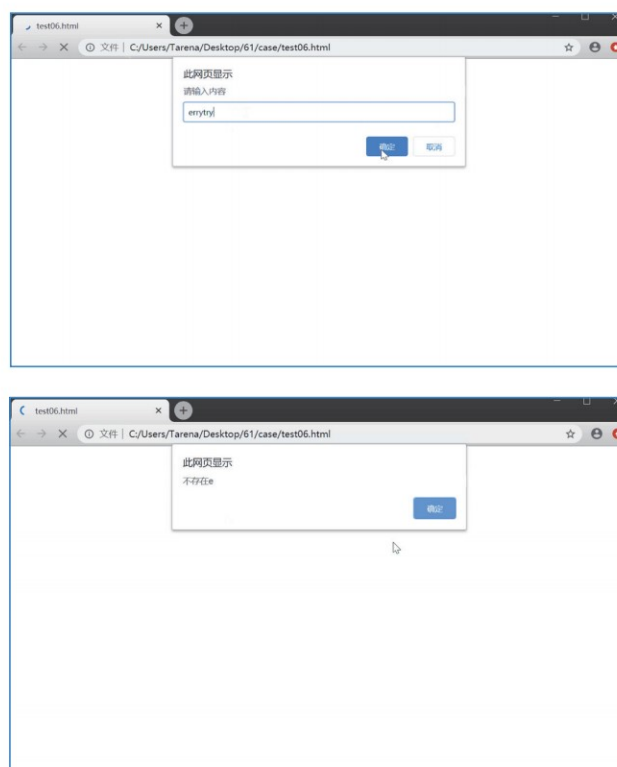 test06.html
文件 | C:/Users/Tarena/Desktop/61/case/test06.html
此网页显示
请输入内容
errytry
确定 取消
test06.html
文件 | C:/Users/Tarena/Desktop/61/case/test06.html
此网页显示
不存在e
确定